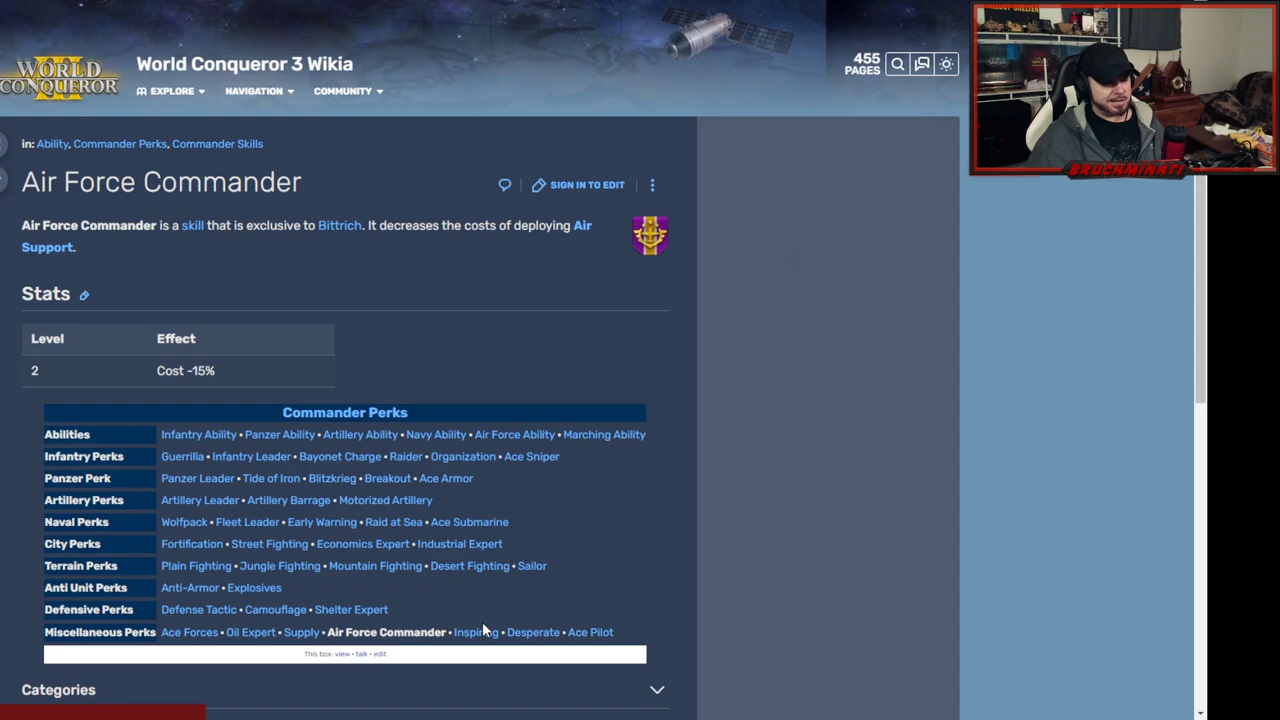 WORLD CONQUEROR
World Conqueror 3 Wikia
EXPLORE NAVIGATION COMMUNITY
455 PAGES
BRUCHMINATI
in: Ability, Commander Perks, Commander Skills
Air Force Commander
SIGN IN TO EDIT
Air Force Commander is a skill that is exclusive to Bittrich. It decreases the costs of deploying Air
Support.
Stats
Level Effect
2 Cost -15%
Commander Perks
Abilities Infantry Ability • Panzer Ability • Artillery Ability • Navy Ability • Air Force Ability • Marching Ability
Infantry Perks Guerrilla • Infantry Leader • Bayonet Charge • Raider • Organization • Ace Sniper
Panzer Perk Panzer Leader • Tide of Iron • Blitzkrieg • Breakout • Ace Armor
Artillery Perks Artillery Leader • Artillery Barrage • Motorized Artillery
Naval Perks Wolfpack • Fleet Leader • Early Warning • Raid at Sea • Ace Submarine
City Perks Fortification • Street Fighting • Economics Expert • Industrial Expert
Terrain Perks Plain Fighting • Jungle Fighting • Mountain Fighting • Desert Fighting • Sailor
Anti Unit Perks Anti-Armor • Explosives
Defensive Perks Defense Tactic • Camouflage • Shelter Expert
Miscellaneous Perks Ace Forces • Oil Expert • Supply • Air Force Commander • Inspiring • Desperate • Ace Pilot
This box: view • talk • edit
Categories